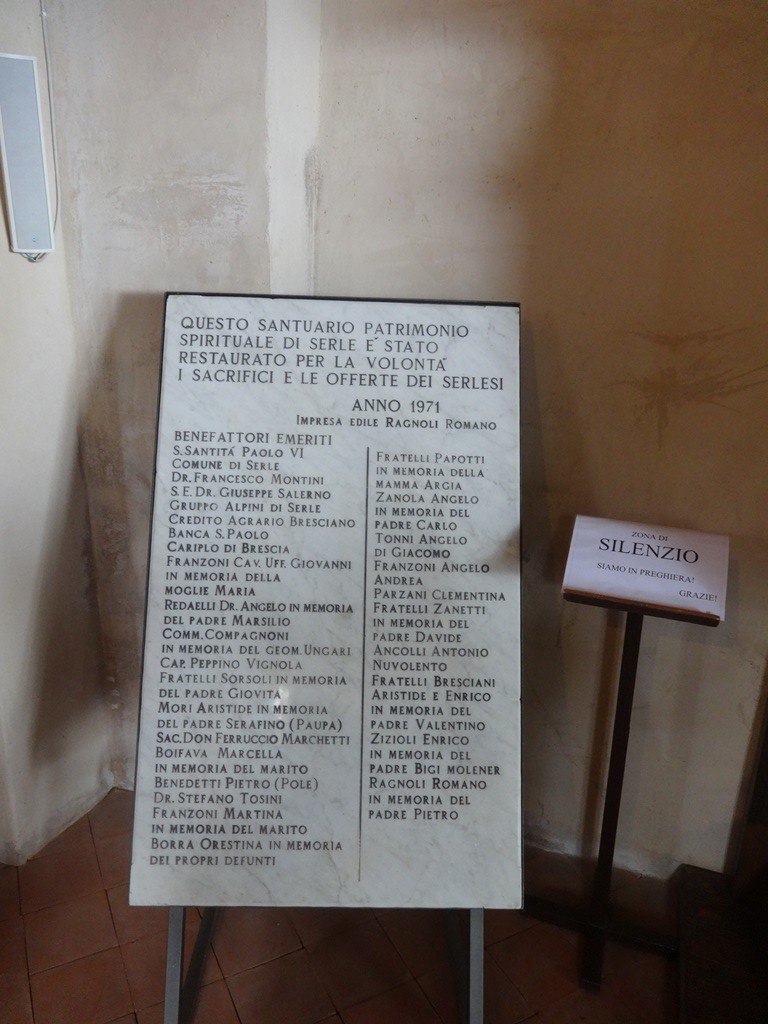 QUESTO SANTUARIO PATRIMONIO
SPIRITUALE DI SERLE E' STATO
RESTAURATO PER LA VOLONTA'
I SACRIFICI E LE OFFERTE DEI SERLESI
ANNO 1971
IMPRESA EDILE RAGNOLI ROMANO
BENEFATTORI EMERITI
S. SANTITÀ PAOLO VI
COMUNE DI SERLE
DR. FRANCESCO MONTINI
S. E. DR. GIUSEPPE SALERNO
GRUPPO ALPINI DI SERLE
CREDITO AGRARIO BRESCIANO
BANCA S. PAOLO
CARIPLO DI BRESCIA
FRANZONI CAV. UFF. GIOVANNI
IN MEMORIA DELLA
MOGLIE MARIA
REDAELLI DR. ANGELO IN MEMORIA
DEL PADRE MARSILIO
COMM. COMPAGNONI
IN MEMORIA DEL GEOM. UNGARI
CAP. PEPPINO VIGNOLA
FRATELLI SORSOLI IN MEMORIA
DEL PADRE GIOVITA
MORI ARISTIDE IN MEMORIA
DEL PADRE SERAFINO (PAUPA)
SAC. DON FERRUCCIO MARCHETTI
BOIFAVA MARCELLA
IN MEMORIA DEL MARITO
BENEDETTI PIETRO (POLE)
DR. STEFANO TOSINI
FRANZONI MARTINA
IN MEMORIA DEL MARITO
BORRA ORESTINA IN MEMORIA
DEI PROPRI DEFUNTI
FRATELLI PAPOTTI
IN MEMORIA DELLA
MAMMA ARGIA
ZANOLA ANGELO
IN MEMORIA DEL
PADRE CARLO
TONNI ANGELO
DI GIACOMO
FRANZONI ANGELO
ANDREA
PARZANI CLEMENTINA
FRATELLI ZANETTI
IN MEMORIA DEL
PADRE DAVIDE
ANCOLLI ANTONIO
NUVOLENTO
FRATELLI BRESCIANI
ARISTIDE E ENRICO
IN MEMORIA DEL
PADRE VALENTINO
ZIZIOLI ENRICO
IN MEMORIA DEL
PADRE BIGI MOLENER
RAGNOLI ROMANO
IN MEMORIA DEL
PADRE PIETRO
ZONA DI
SILENZIO
SIAMO IN PREGHIERA!
GRAZIE!